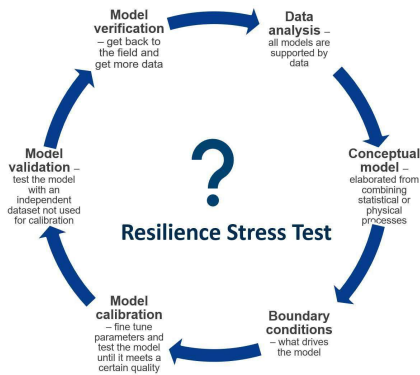 Model
verification
– get back to
the field and
get more data
Data
analysis –
all models are
supported by
data
Conceptual
model –
elaborated from
combining
statistical or
physical
processes
Boundary
conditions
– what drives
the model
Model
calibration
– fine tune
parameters and
test the model
until it meets a
certain quality
Model
validation –
test the model
with an
independent
dataset not used
for calibration
?
Resilience Stress Test